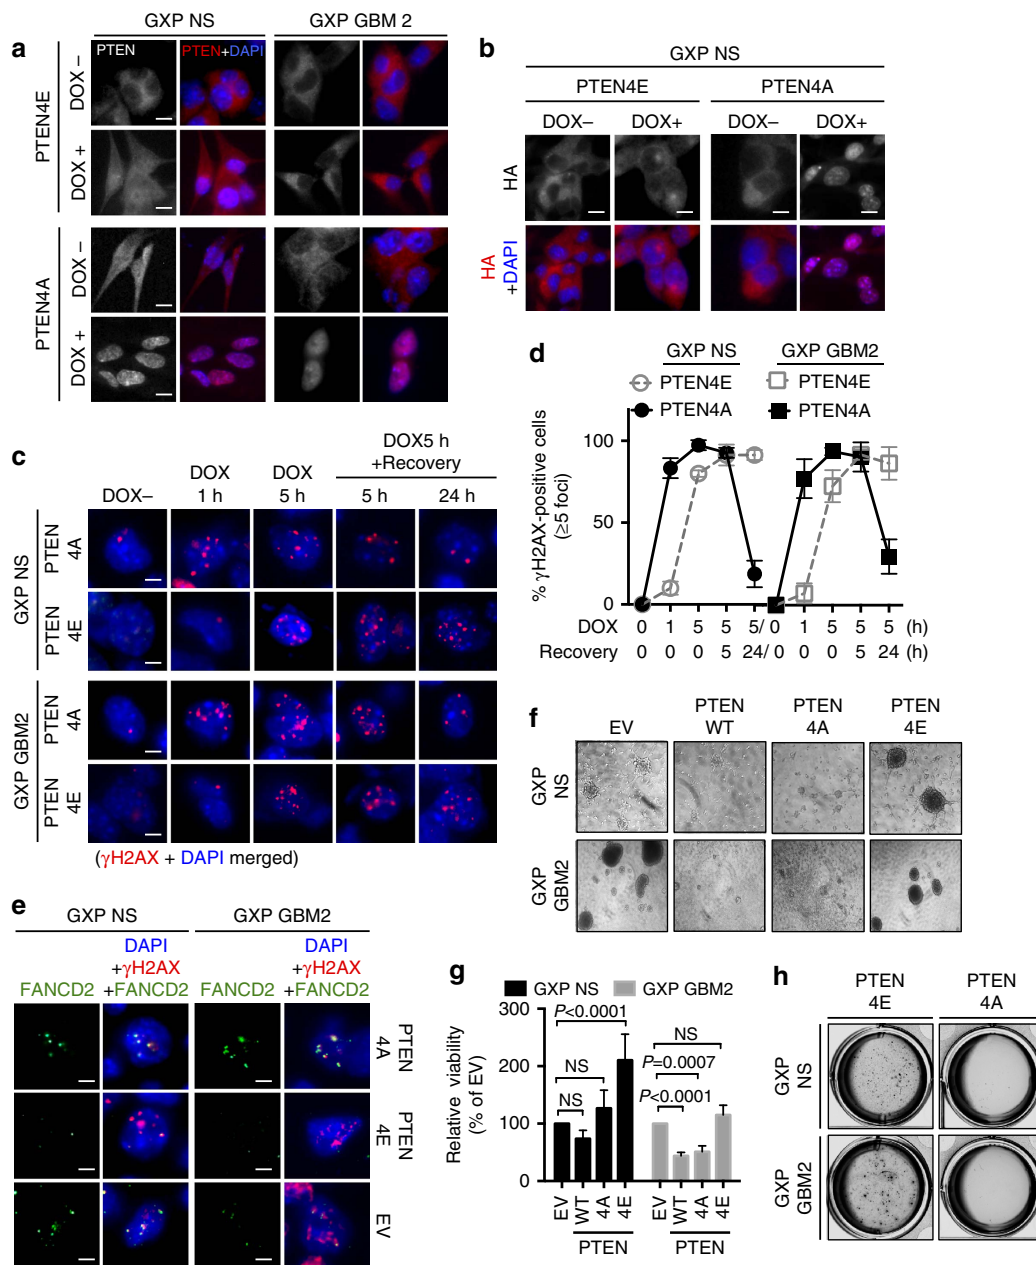 a
GXP NS
GXP GBM 2
PTEN
PTEN+DAPI
PTEN4E
DOX –
DOX +
PTEN4A
DOX –
DOX +
b
GXP NS
PTEN4E
PTEN4A
DOX–
DOX+
DOX–
DOX+
HA
HA
+DAPI
c
DOX–
DOX
1 h
DOX
5 h
DOX5 h
+Recovery
5 h
24 h
GXP NS
PTEN
4A
PTEN
4E
GXP GBM2
PTEN
4A
PTEN
4E
(γH2AX + DAPI merged)
d
GXP NS
GXP GBM2
PTEN4E
PTEN4A
PTEN4E
PTEN4A
% γH2AX-positive cells
(≥5 foci)
100
50
0
DOX 0 1 5 5 5/ 0 1 5 5 5 (h)
Recovery 0 0 0 5 24/ 0 0 0 5 24 (h)
e
GXP NS
GXP GBM2
FANCD2
DAPI
+γH2AX
+FANCD2
FANCD2
DAPI
+γH2AX
+FANCD2
PTEN
4A
PTEN
4E
EV
f
EV
PTEN
WT
PTEN
4A
PTEN
4E
GXP
NS
GXP
GBM2
g
GXP NS
GXP GBM2
Relative viability
(% of EV)
300
200
100
0
P<0.0001
NS
NS
NS
P=0.0007
P<0.0001
EV WT 4A 4E EV WT 4A 4E
PTEN PTEN
h
PTEN
4E
PTEN
4A
GXP
NS
GXP
GBM2